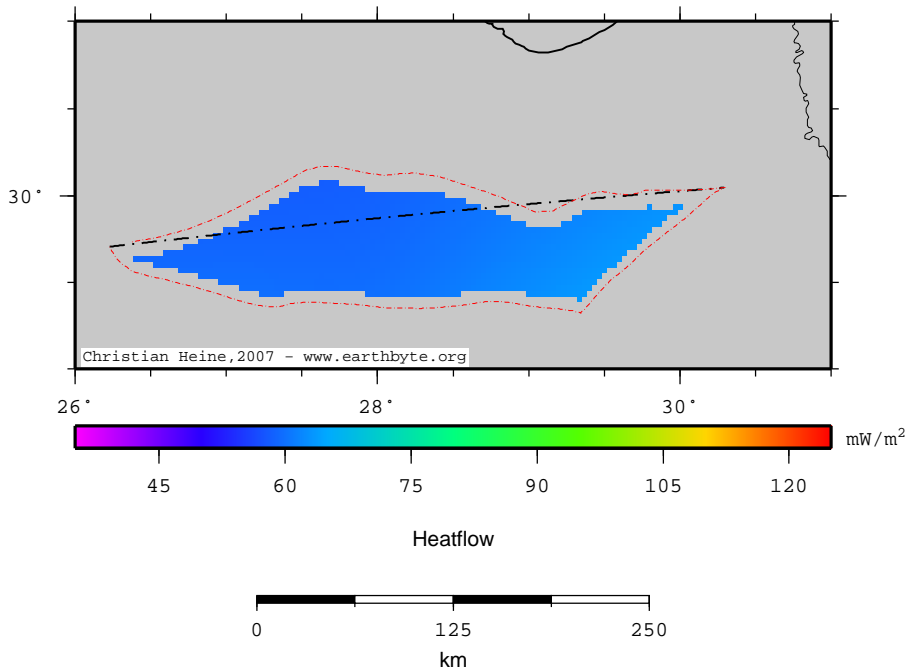 30°
Christian Heine,2007 - www.earthbyte.org
26° 28° 30°
mW/m²
45 60 75 90 105 120
Heatflow
0 125 250
km